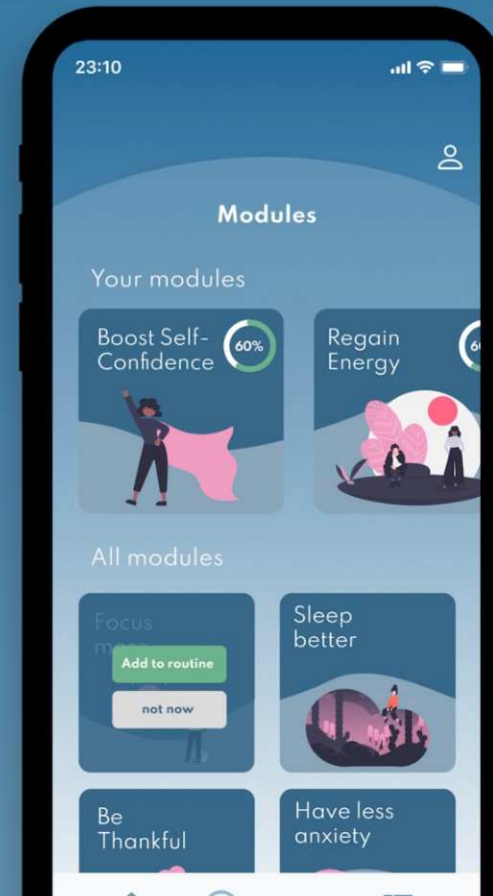 23:10
Modules
Your modules
Boost Self-
Confidence
60%
Regain
Energy
All modules
Focus
Add to routine
not now
Sleep
better
Be
Thankful
Have less
anxiety